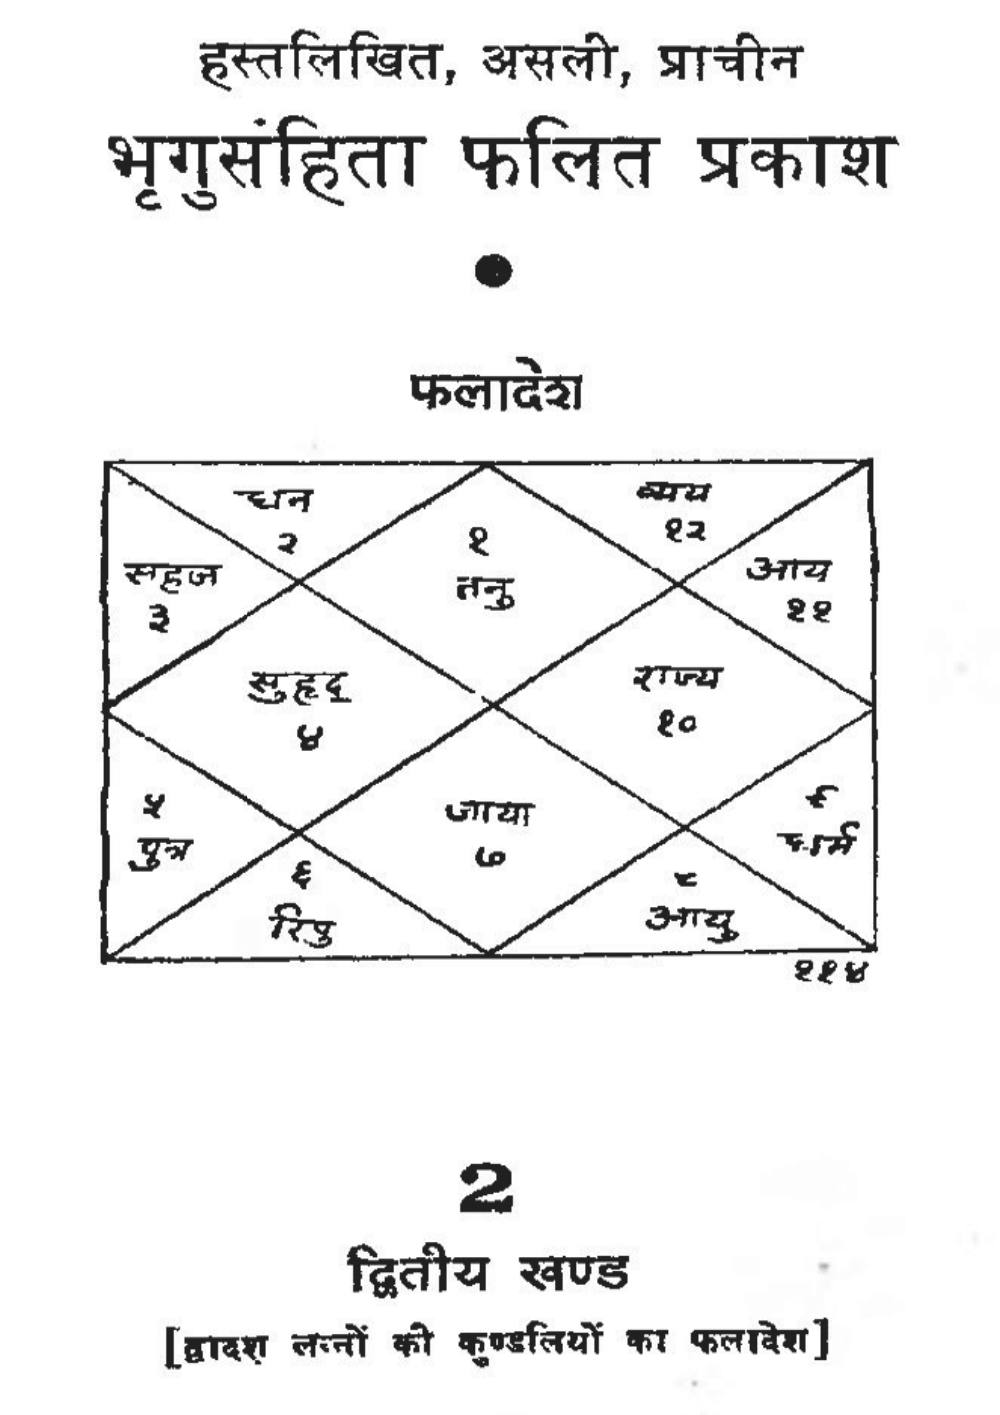 हस्तलिखित, असली, प्राचीन
भृगुसंहिता फलित प्रकाश
फलादेश
धन
२
व्यय
१२
१
तनु
सहज
३
आय
११
सुहृद्
४
राज्य
१०
५
पुत्र
जाया
७
९
धर्म
६
रिपु
८
आयु
११४
2
द्वितीय खण्ड
[द्वादश लग्नों की कुण्डलियों का फलादेश]